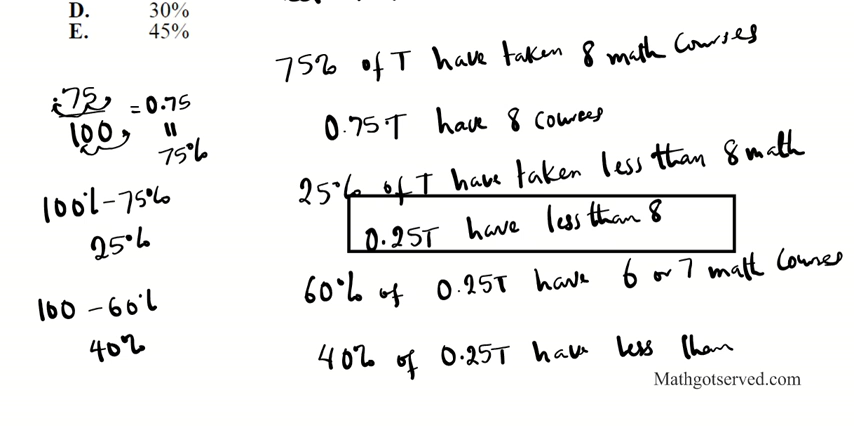 D. 30%
E. 45%
75% of T have taken 8 math courses
.75 = 0.75
100 || 75%
0.75T have 8 courses
100% - 75%
25%
25% of T have taken less than 8 math
0.25T have less than 8
100 - 60%
40%
60% of 0.25T have 6 or 7 math courses
40% of 0.25T have less than
Mathgotserved.com